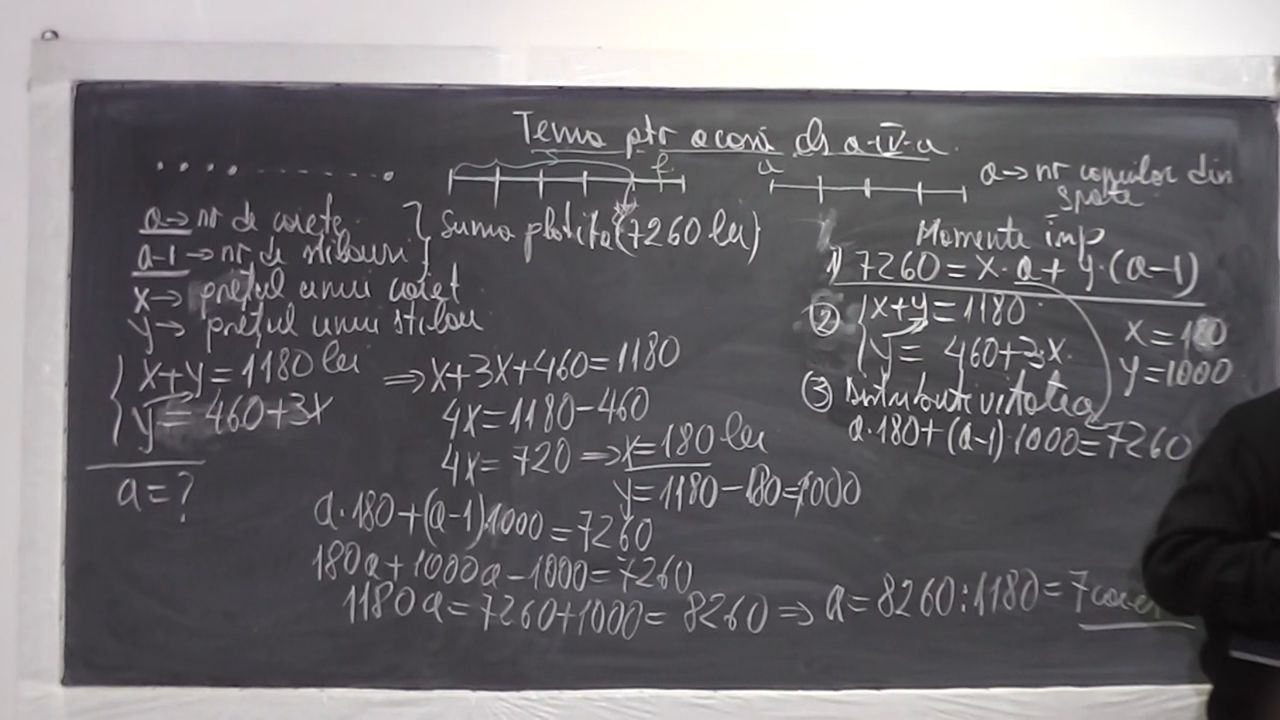 Tema ptr acasă cls a-IV-a
a→ nr de caiete
a-1→ nr de stilouri
Suma plătită(7260 lei)
x→ prețul unui caiet
y→ prețul unui stilou
x+y=1180 lei
y= 460+3x
a=?
⇒x+3x+460=1180
4x=1180-460
4x= 720 ⇒x=180 lei
y=1180-180=1000
a·180+(a-1)1000=7260
180a+1000a-1000=7260
1180a=7260+1000= 8260 ⇒ a=8260:1180=7
a
a→ nr copiilor din
spate
Momente imp
1) 7260=x·a+y·(a-1)
② x+y=1180
y= 460+3x
x=180
y=1000
③
a·180+(a-1)·1000=7260